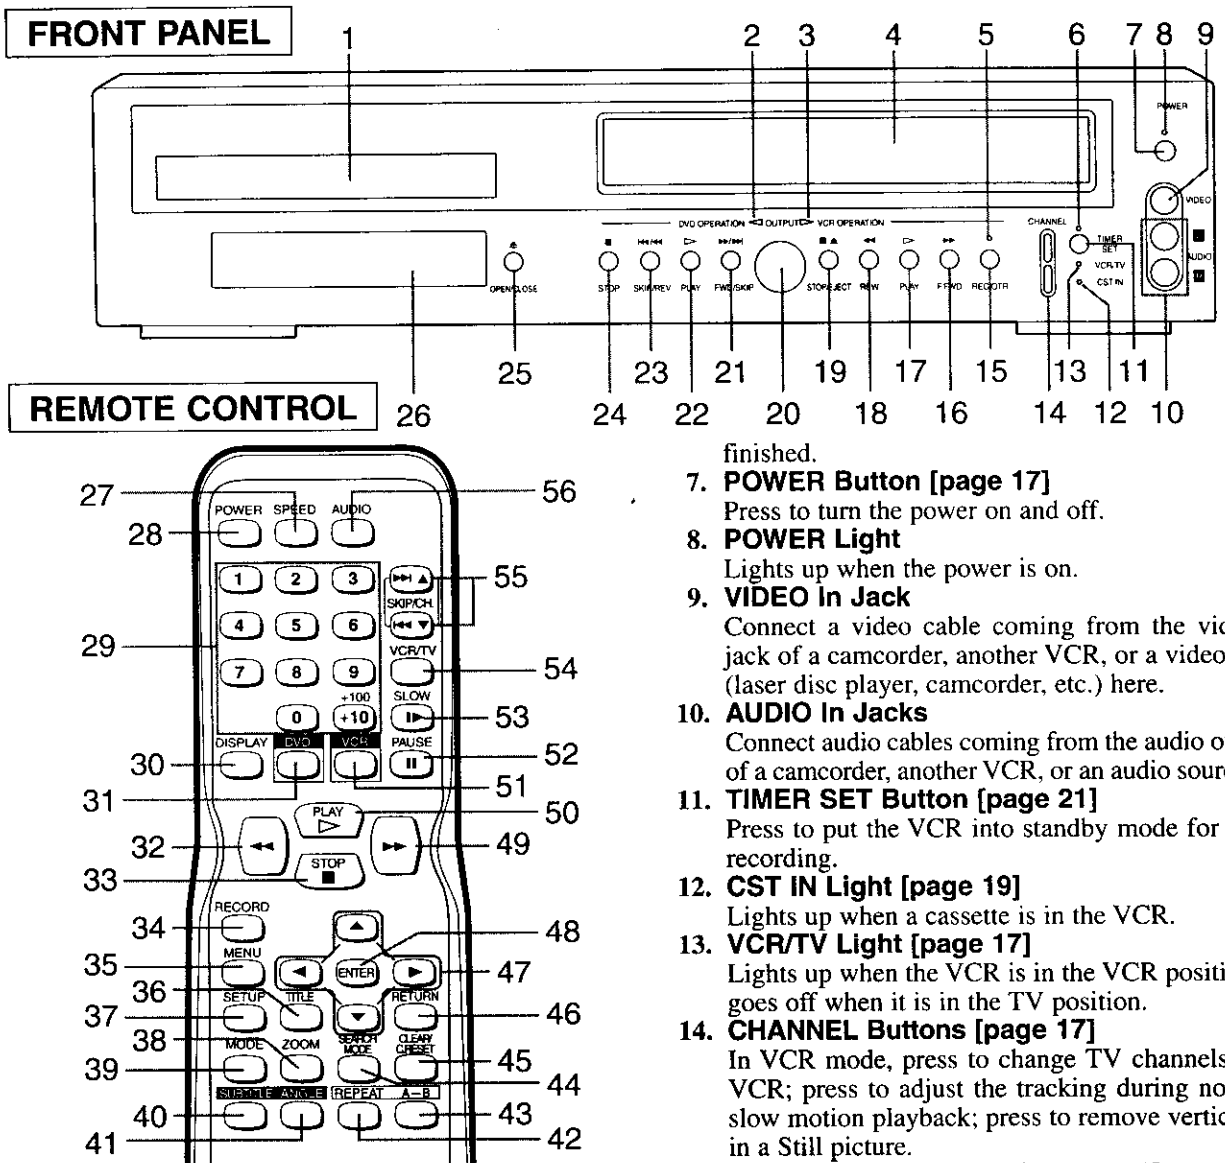 FRONT PANEL
1 2 3 4 5 6 7 8 9
POWER
VIDEO
DVD OPERATION OUTPUT VCR OPERATION
CHANNEL
TIMER SET
VCR/TV
CST IN
AUDIO
OPEN/CLOSE STOP SKIP/REV PLAY FWD/SKIP STOP/EJECT REW PLAY F.FWD REC/OTR
25 23 21 19 17 15 13 11
26 24 22 20 18 16 14 12 10
REMOTE CONTROL
27 56
POWER SPEED AUDIO
28
1 2 3 55
SKIP/CH.
4 5 6
29
VCR/TV
7 8 9 54
+100 SLOW
0 +10 53
DISPLAY DVD VCR PAUSE
30 52
31 51
PLAY 50
32 49
STOP
33
RECORD
34 48
MENU
35 ENTER 47
36
SETUP TITLE RETURN
37 46
38
MODE ZOOM SEARCH MODE CLEAR/ C.RESET
39 45
44
SUBTITLE ANGLE REPEAT A–B
40 43
41 42
finished.
7. POWER Button [page 17]
Press to turn the power on and off.
8. POWER Light
Lights up when the power is on.
9. VIDEO In Jack
Connect a video cable coming from the vid
jack of a camcorder, another VCR, or a video
(laser disc player, camcorder, etc.) here.
10. AUDIO In Jacks
Connect audio cables coming from the audio o
of a camcorder, another VCR, or an audio sour
11. TIMER SET Button [page 21]
Press to put the VCR into standby mode for
recording.
12. CST IN Light [page 19]
Lights up when a cassette is in the VCR.
13. VCR/TV Light [page 17]
Lights up when the VCR is in the VCR positi
goes off when it is in the TV position.
14. CHANNEL Buttons [page 17]
In VCR mode, press to change TV channels
VCR; press to adjust the tracking during no
slow motion playback; press to remove vertic
in a Still picture.